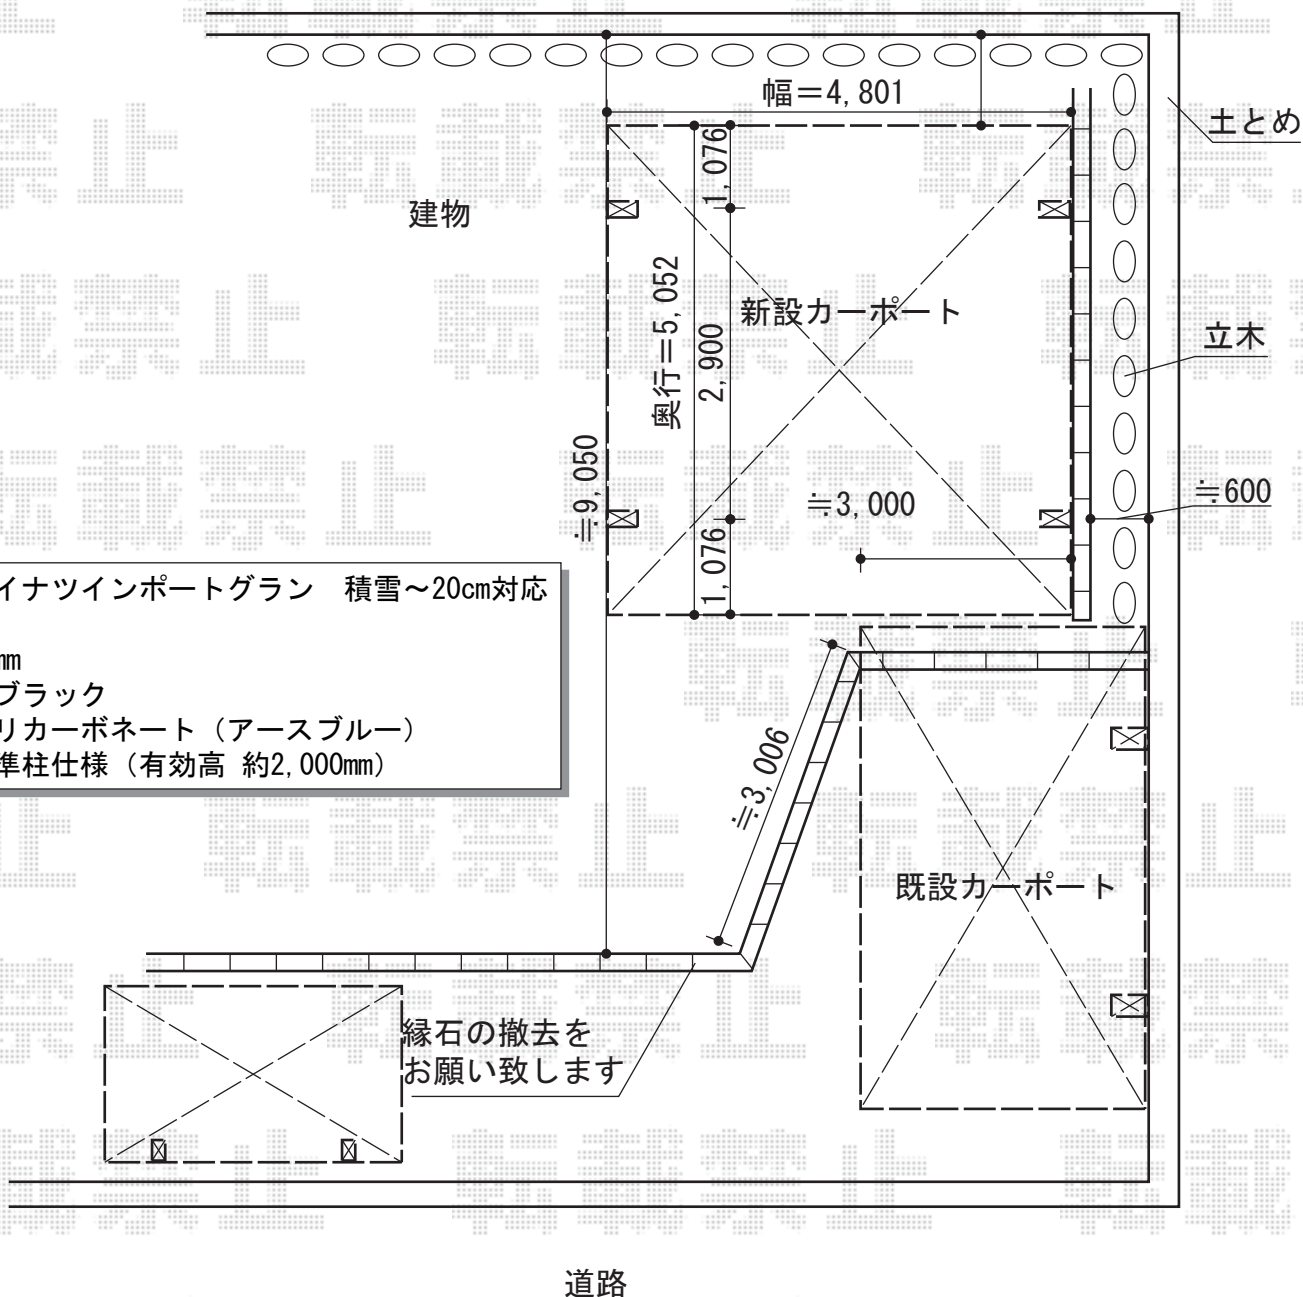 幅＝4,801
土とめ
1,076
建物
奥行＝5,052
新設カーポート
2,900
立木
≒9,050
≒3,000
≒600
1,076
イナツインポートグラン　積雪～20cm対応
mm
ブラック
リカーボネート（アースブルー）
準柱仕様（有効高 約2,000mm）
≒3,006
既設カーポート
縁石の撤去を
お願い致します
道路
転載禁止